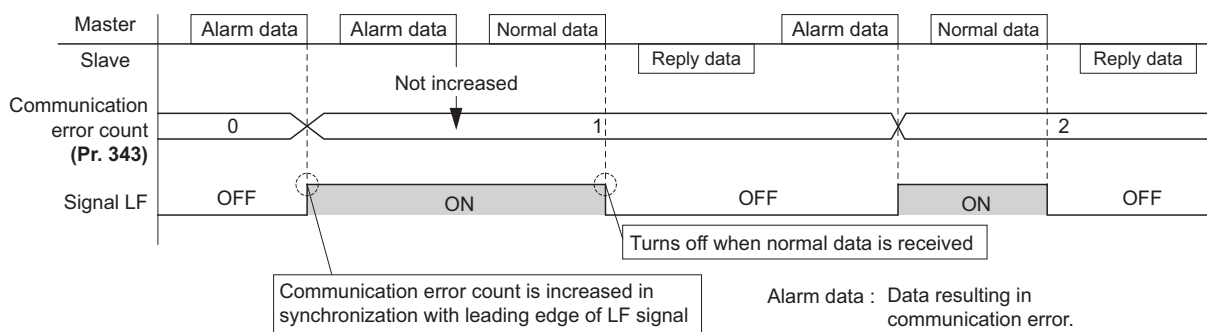 Master
Alarm data
Alarm data
Normal data
Alarm data
Normal data
Slave
Reply data
Reply data
Not increased
Communication
error count
(Pr. 343)
0
1
2
Signal LF
OFF
ON
OFF
ON
OFF
Turns off when normal data is received
Communication error count is increased in
synchronization with leading edge of LF signal
Alarm data : Data resulting in
communication error.